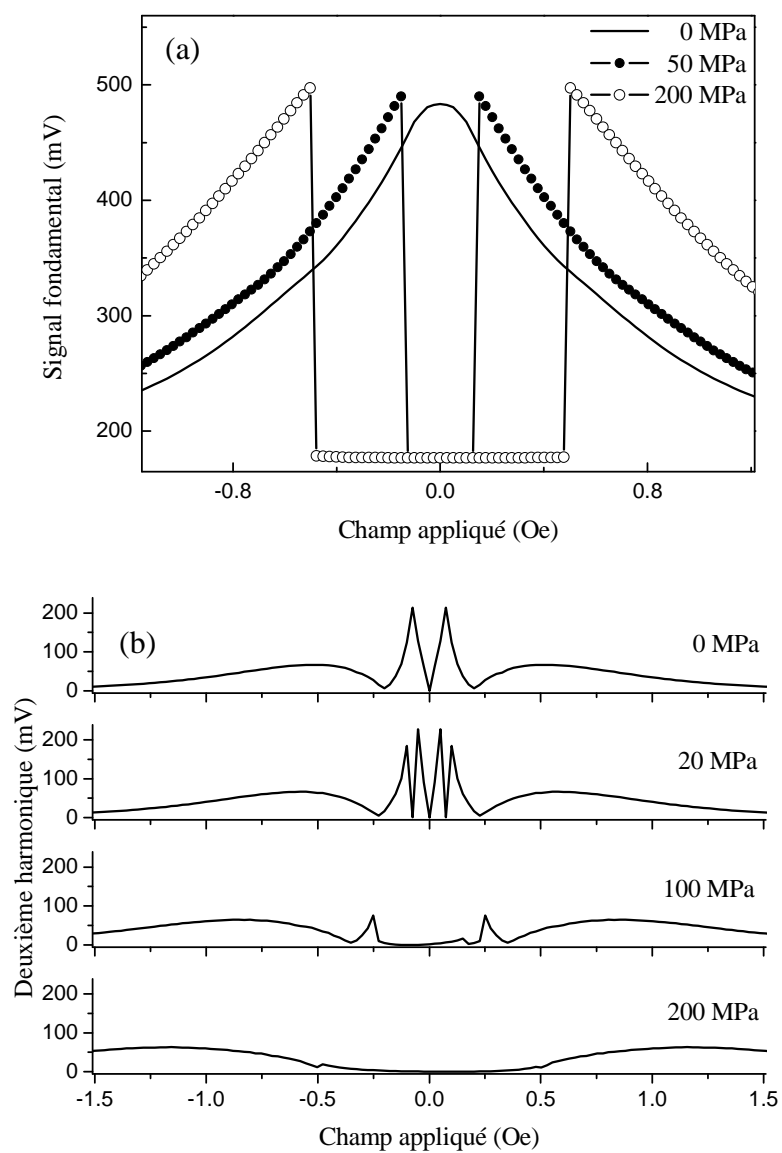 (a)
0 MPa
50 MPa
200 MPa
500
400
300
200
Signal fondamental (mV)
-0.8 0.0 0.8
Champ appliqué (Oe)
(b)
Deuxième harmonique (mV)
200
100
0
0 MPa
200
100
0
20 MPa
200
100
0
100 MPa
200
100
0
200 MPa
-1.5 -1.0 -0.5 0.0 0.5 1.0 1.5
Champ appliqué (Oe)